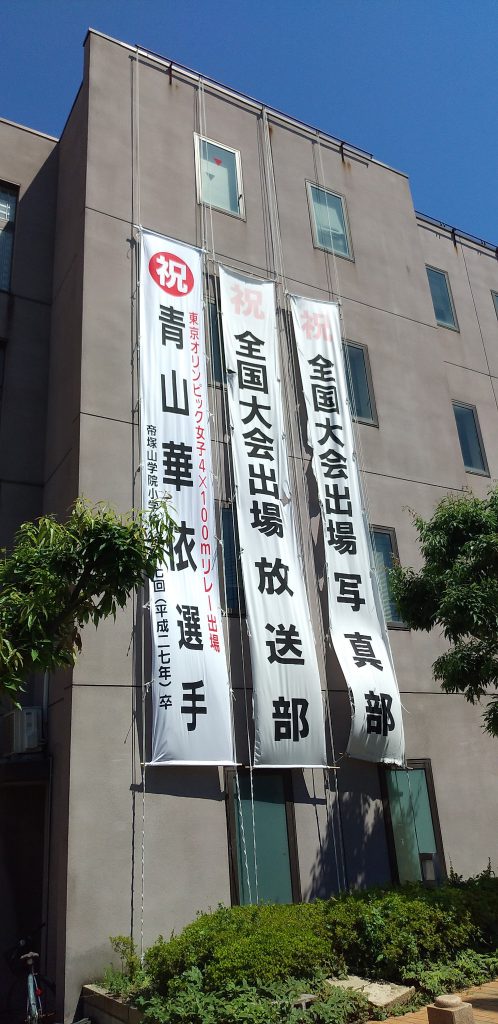 祝
青山華依選手
東京オリンピック女子4×100mリレー出場
帝塚山学院小学 七回(平成二七年)卒
祝
全国大会出場 放送部
祝
全国大会出場 写真部